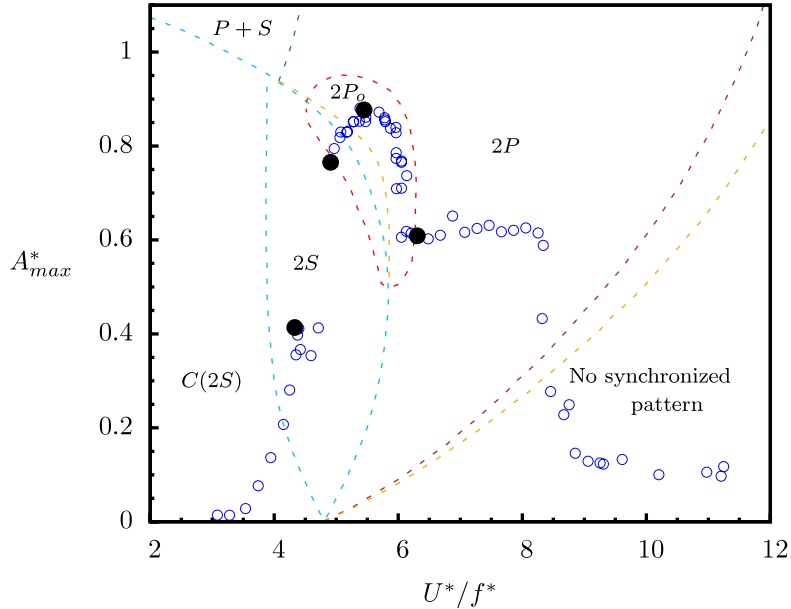 1
P + S
2P_o
0.8
2P
0.6
A*_max
2S
0.4
C(2S)
No synchronized
pattern
0.2
0
2 4 6 8 10 12
U*/f*